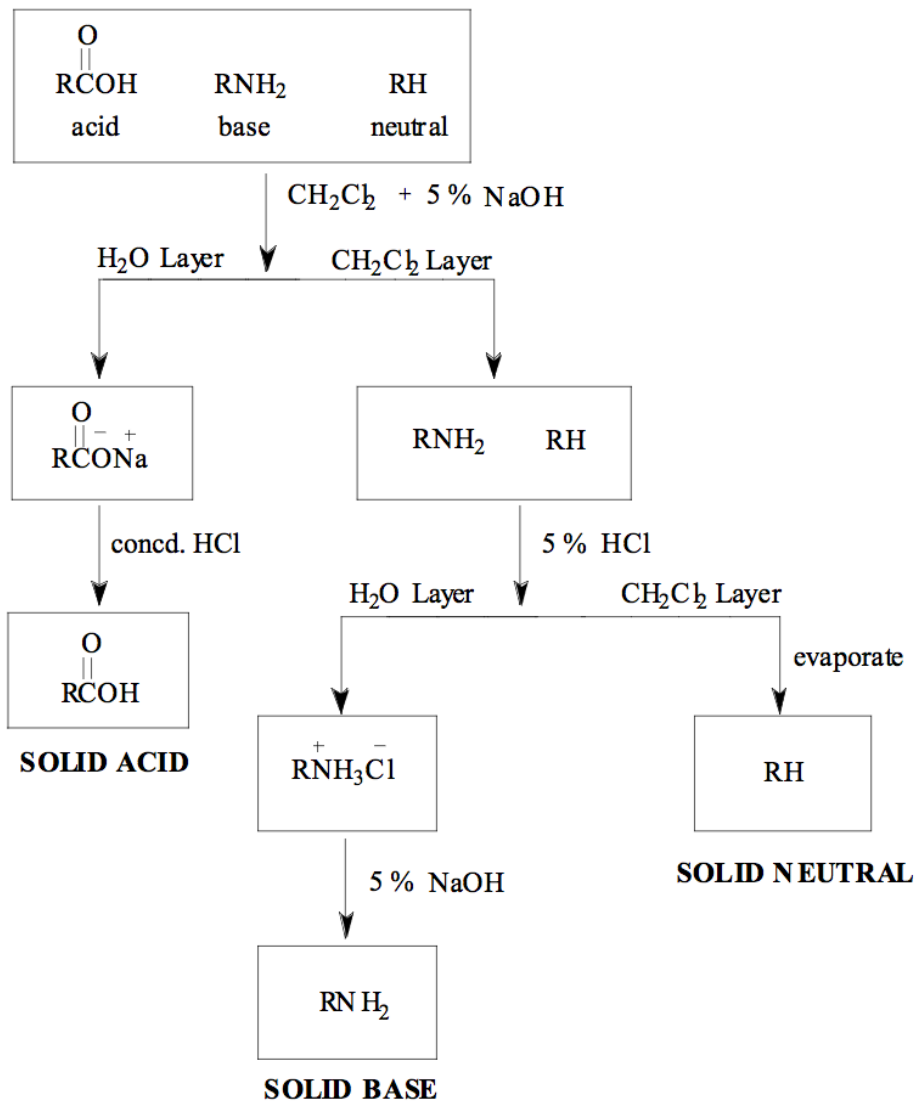 O
RCOH RNH₂ RH
acid base neutral
CH₂Cl₂ + 5 % NaOH
H₂O Layer CH₂Cl₂ Layer
O
− +
RCONa
RNH₂ RH
concd. HCl
5 % HCl
H₂O Layer CH₂Cl₂ Layer
O
RCOH
evaporate
SOLID ACID
+ −
RNH₃Cl
RH
SOLID NEUTRAL
5 % NaOH
RNH₂
SOLID BASE